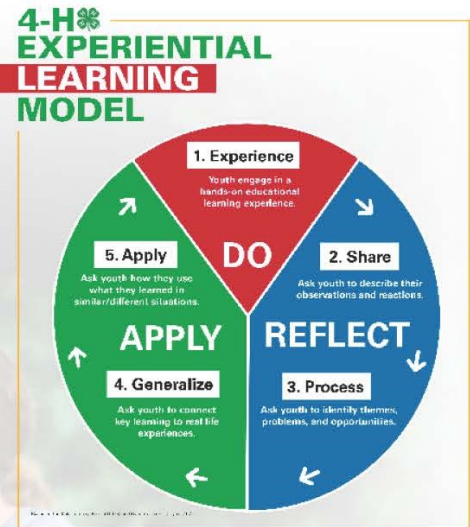 4-H
EXPERIENTIAL
LEARNING
MODEL
1. Experience
Youth engage in a
hands-on educational
learning experience.
DO
2. Share
Ask youth to describe their
observations and reactions.
REFLECT
3. Process
Ask youth to identify themes,
problems, and opportunities.
4. Generalize
Ask youth to connect
key learning to real life
experiences.
APPLY
5. Apply
Ask youth how they use
what they learned in
similar/different situations.